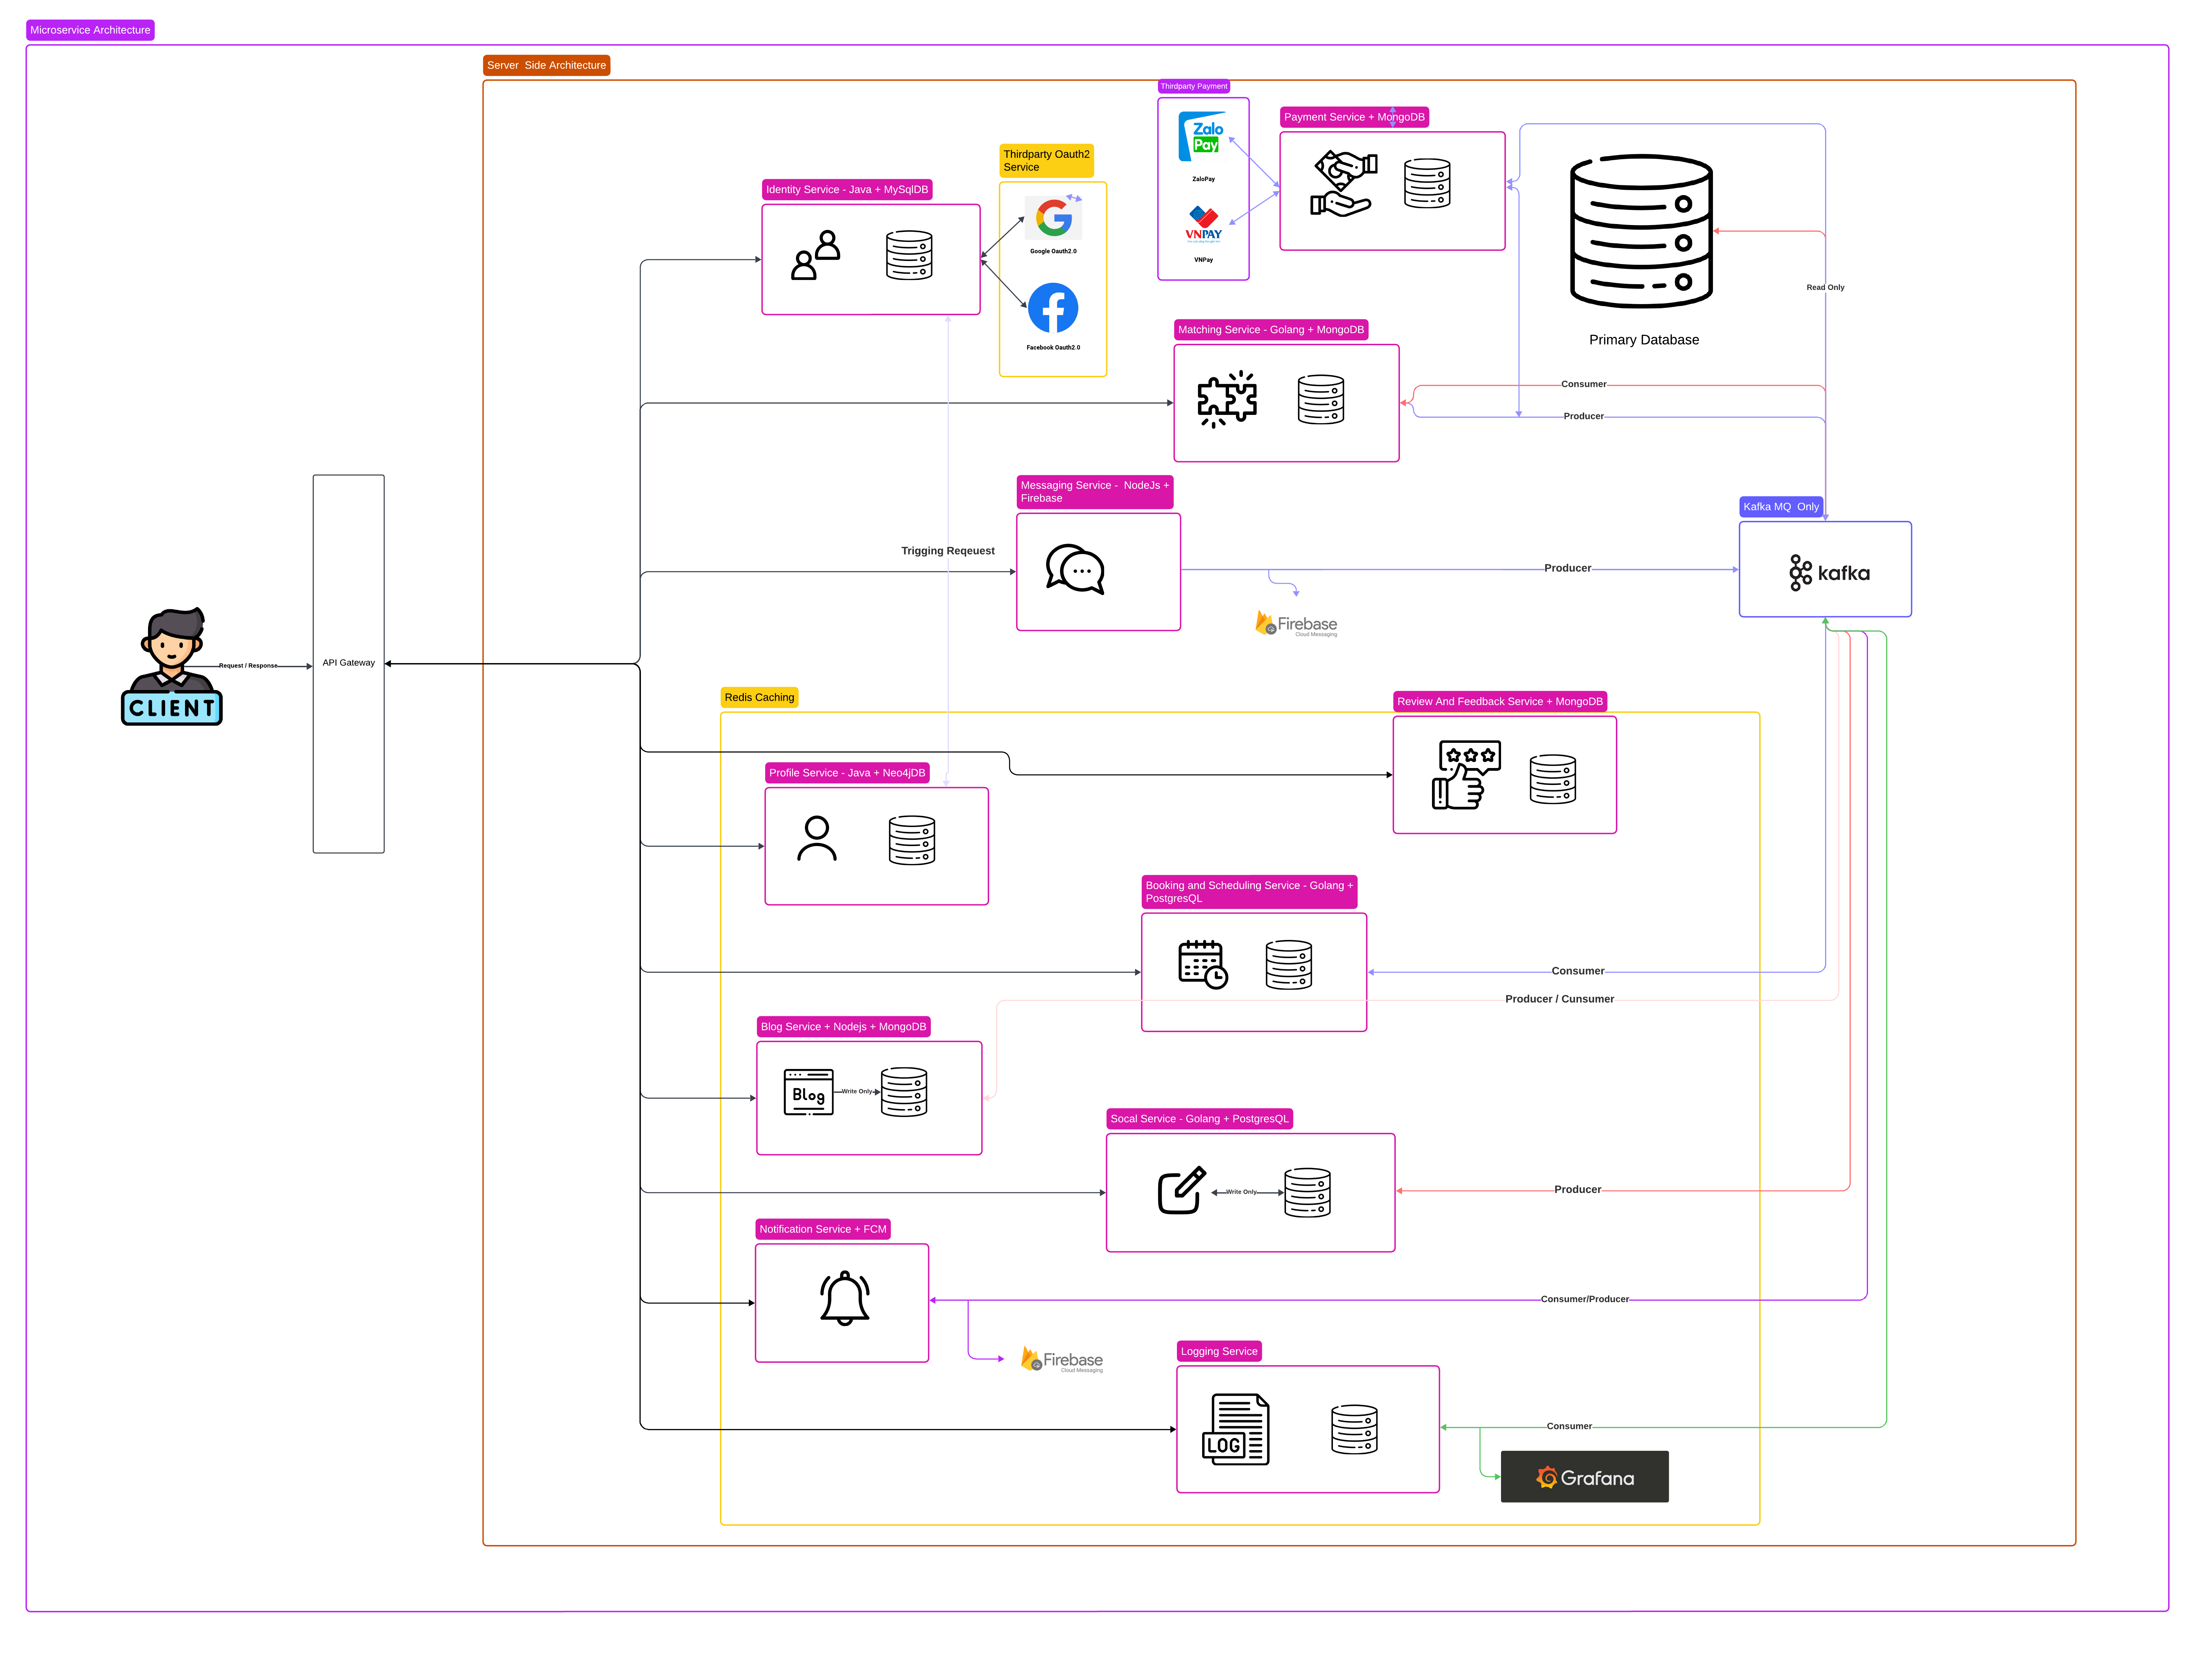 Microservice Architecture
Server  Side Architecture
Thirdparty Payment
Zalo
Pay
ZaloPay
VNPAY
VNPay
Payment Service + MongoDB
Thirdparty Oauth2
Service
Google Oauth2.0
Facebook Oauth2.0
Identity Service - Java + MySqlDB
Primary Database
Read Only
Matching Service - Golang + MongoDB
Consumer
Producer
Messaging Service -  NodeJs +
Firebase
Trigging Reqeuest
Producer
Firebase
Cloud Messaging
Kafka MQ  Only
kafka
CLIENT
Request / Response
API Gateway
Redis Caching
Review And Feedback Service + MongoDB
Profile Service - Java + Neo4jDB
Booking and Scheduling Service - Golang +
PostgresQL
Consumer
Producer / Cunsumer
Blog Service + Nodejs + MongoDB
Blog
Write Only
Socal Service - Golang + PostgresQL
Write Only
Producer
Notification Service + FCM
Consumer/Producer
Firebase
Cloud Messaging
Logging Service
LOG
Consumer
Grafana